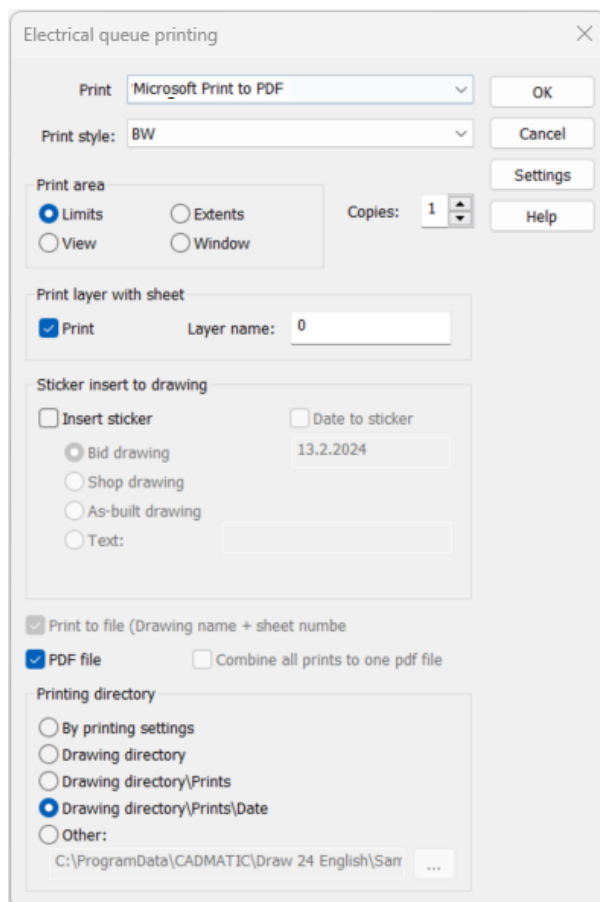 Electrical queue printing
Print Microsoft Print to PDF
OK
Print style: BW
Cancel
Settings
Print area
Limits Extents
Copies: 1
Help
View Window
Print layer with sheet
Print Layer name: 0
Sticker insert to drawing
Insert sticker Date to sticker
Bid drawing 13.2.2024
Shop drawing
As-built drawing
Text:
Print to file (Drawing name + sheet numbe
PDF file Combine all prints to one pdf file
Printing directory
By printing settings
Drawing directory
Drawing directory\Prints
Drawing directory\Prints\Date
Other:
C:\ProgramData\CADMATIC\Draw 24 English\Sam ...